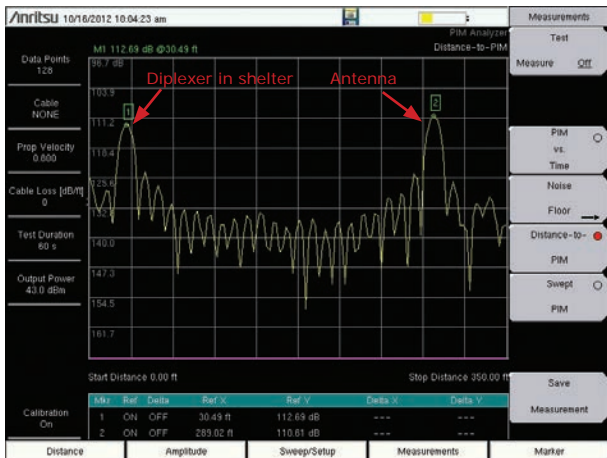 Anritsu 10/16/2012 10:04:23 am
PIM Analyzer
M1 112.69 dB @30.49 ft
Distance-to-PIM
Data Points
128
Cable
NONE
Prop Velocity
0.800
Cable Loss [dB/ft]
0
Test Duration
60 s
Output Power
43.0 dBm
Calibration
On
96.7 dB
103.9
111.2
118.4
125.6
132.9
140.0
147.3
154.5
161.7
Diplexer in shelter
Antenna
1
2
Start Distance 0.00 ft
Stop Distance 350.00 ft
Mkr Ref Delta Ref X Ref Y Delta X Delta Y
1 ON OFF 30.49 ft 112.69 dB --- ---
2 ON OFF 289.02 ft 110.61 dB --- ---
Measurements
Test
Measure Off
PIM
vs.
Time
Noise
Floor
Distance-to-
PIM
Swept
PIM
Save
Measurement
Distance Amplitude Sweep/Setup Measurements Marker